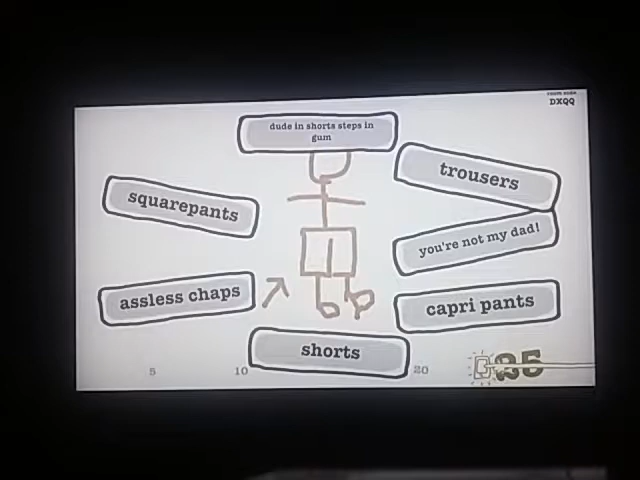 DXQQ
dude in shorts steps in
gum
trousers
squarepants
you're not my dad!
assless chaps
capri pants
shorts
5
10
20